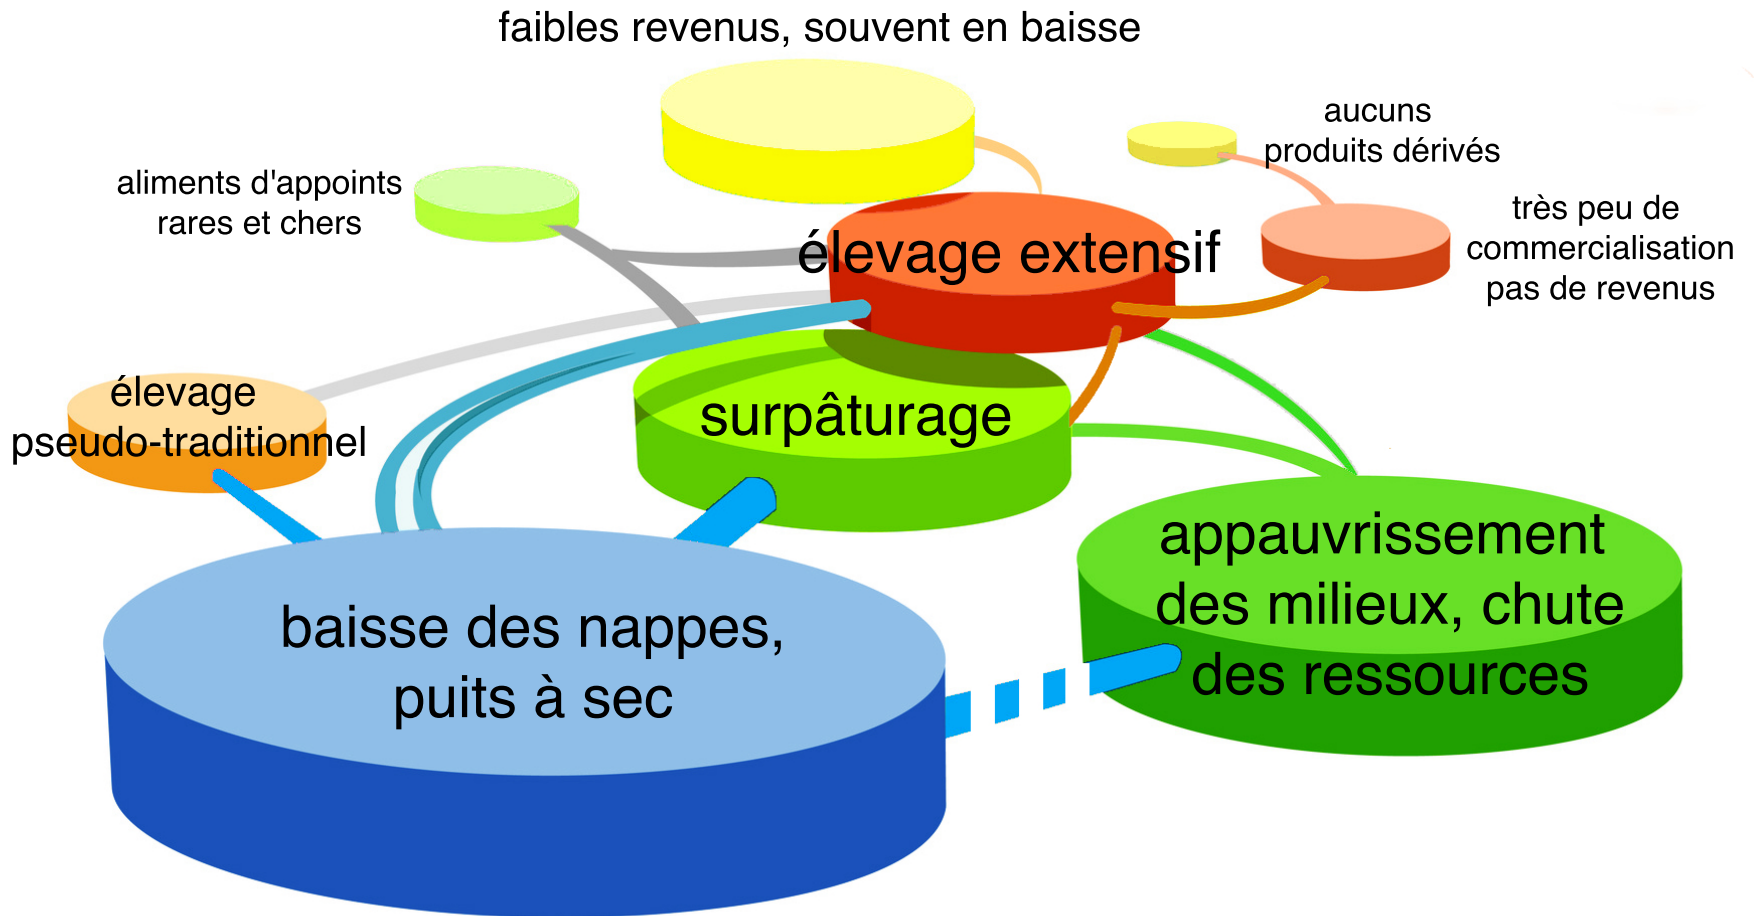 faibles revenus, souvent en baisse
aucuns
produits dérivés
aliments d'appoints
rares et chers
très peu de
commercialisation
pas de revenus
élevage extensif
élevage
pseudo-traditionnel
surpâturage
appauvrissement
des milieux, chute
des ressources
baisse des nappes,
puits à sec